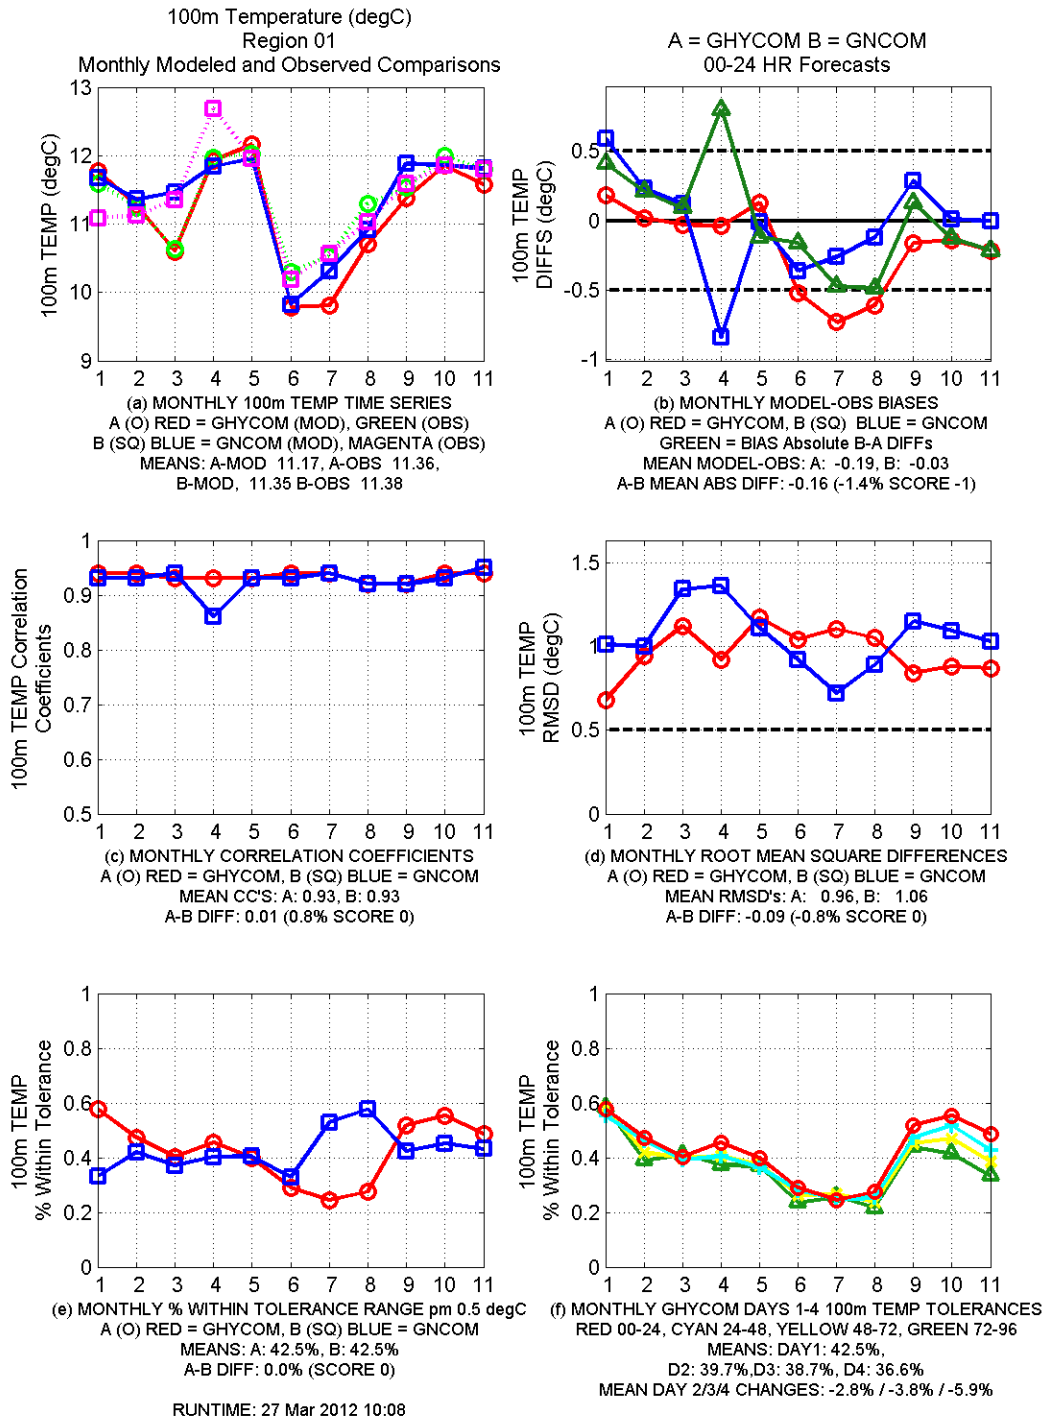 100m Temperature (degC)
Region 01
Monthly Modeled and Observed Comparisons
A = GHYCOM B = GNCOM
00-24 HR Forecasts
100m TEMP (degC)
13
12
11
10
9
1 2 3 4 5 6 7 8 9 10 11
(a) MONTHLY 100m TEMP TIME SERIES
A (O) RED = GHYCOM (MOD), GREEN (OBS)
B (SQ) BLUE = GNCOM (MOD), MAGENTA (OBS)
MEANS: A-MOD 11.17, A-OBS 11.36,
B-MOD, 11.35 B-OBS 11.38
100m TEMP
DIFFS (degC)
0.5
0
-0.5
-1
1 2 3 4 5 6 7 8 9 10 11
(b) MONTHLY MODEL-OBS BIASES
A (O) RED = GHYCOM, B (SQ) BLUE = GNCOM
GREEN = BIAS Absolute B-A DIFFs
MEAN MODEL-OBS: A: -0.19, B: -0.03
A-B MEAN ABS DIFF: -0.16 (-1.4% SCORE -1)
100m TEMP Correlation
Coefficients
1
0.9
0.8
0.7
0.6
0.5
1 2 3 4 5 6 7 8 9 10 11
(c) MONTHLY CORRELATION COEFFICIENTS
A (O) RED = GHYCOM, B (SQ) BLUE = GNCOM
MEAN CC'S: A: 0.93, B: 0.93
A-B DIFF: 0.01 (0.8% SCORE 0)
100m TEMP
RMSD (degC)
1.5
1
0.5
0
1 2 3 4 5 6 7 8 9 10 11
(d) MONTHLY ROOT MEAN SQUARE DIFFERENCES
A (O) RED = GHYCOM, B (SQ) BLUE = GNCOM
MEAN RMSD's: A: 0.96, B: 1.06
A-B DIFF: -0.09 (-0.8% SCORE 0)
100m TEMP
% Within Tolerance
1
0.8
0.6
0.4
0.2
0
1 2 3 4 5 6 7 8 9 10 11
(e) MONTHLY % WITHIN TOLERANCE RANGE pm 0.5 degC
A (O) RED = GHYCOM, B (SQ) BLUE = GNCOM
MEANS: A: 42.5%, B: 42.5%
A-B DIFF: 0.0% (SCORE 0)
100m TEMP
% Within Tolerance
1
0.8
0.6
0.4
0.2
0
1 2 3 4 5 6 7 8 9 10 11
(f) MONTHLY GHYCOM DAYS 1-4 100m TEMP TOLERANCES
RED 00-24, CYAN 24-48, YELLOW 48-72, GREEN 72-96
MEANS: DAY1: 42.5%,
D2: 39.7%,D3: 38.7%, D4: 36.6%
MEAN DAY 2/3/4 CHANGES: -2.8% / -3.8% / -5.9%
RUNTIME: 27 Mar 2012 10:08